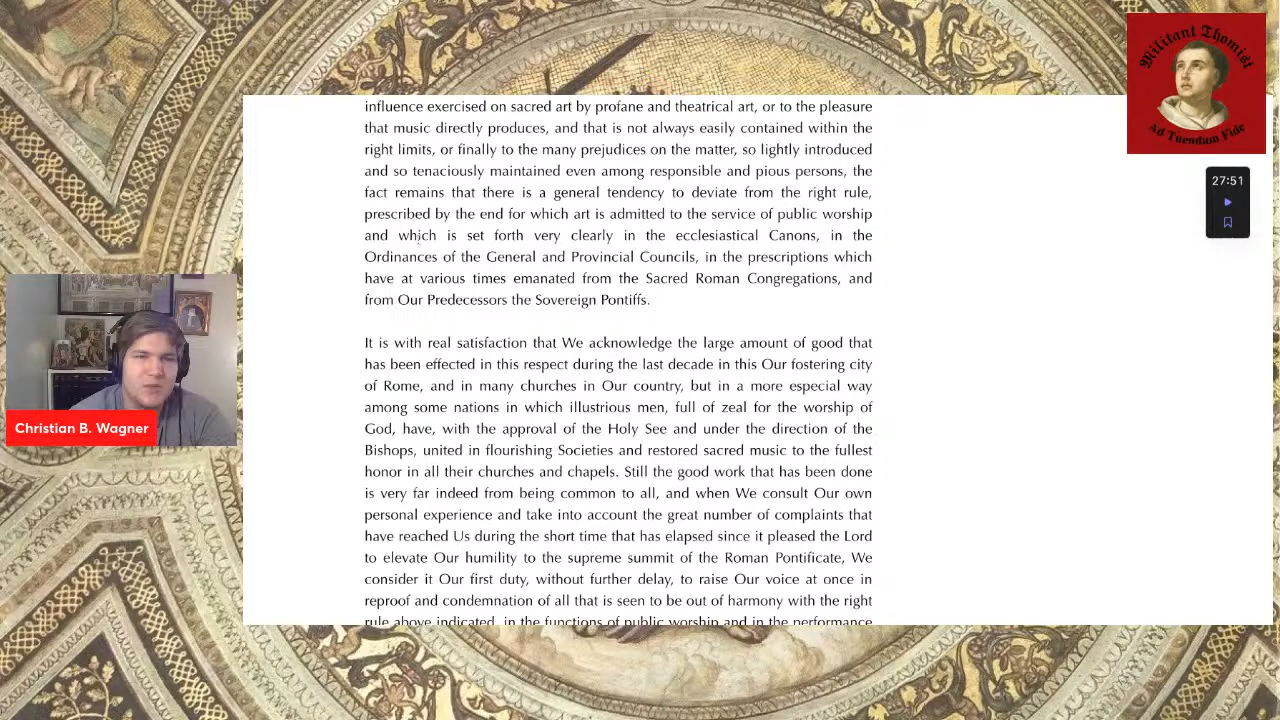 Militant Thomist
Ad Tuendam Fide
27:51
influence exercised on sacred art by profane and theatrical art, or to the pleasure
that music directly produces, and that is not always easily contained within the
right limits, or finally to the many prejudices on the matter, so lightly introduced
and so tenaciously maintained even among responsible and pious persons, the
fact remains that there is a general tendency to deviate from the right rule,
prescribed by the end for which art is admitted to the service of public worship
and which is set forth very clearly in the ecclesiastical Canons, in the
Ordinances of the General and Provincial Councils, in the prescriptions which
have at various times emanated from the Sacred Roman Congregations, and
from Our Predecessors the Sovereign Pontiffs.
It is with real satisfaction that We acknowledge the large amount of good that
has been effected in this respect during the last decade in this Our fostering city
of Rome, and in many churches in Our country, but in a more especial way
among some nations in which illustrious men, full of zeal for the worship of
God, have, with the approval of the Holy See and under the direction of the
Bishops, united in flourishing Societies and restored sacred music to the fullest
honor in all their churches and chapels. Still the good work that has been done
is very far indeed from being common to all, and when We consult Our own
personal experience and take into account the great number of complaints that
have reached Us during the short time that has elapsed since it pleased the Lord
to elevate Our humility to the supreme summit of the Roman Pontificate, We
consider it Our first duty, without further delay, to raise Our voice at once in
reproof and condemnation of all that is seen to be out of harmony with the right
rule above indicated, in the functions of public worship and in the performance
Christian B. Wagner